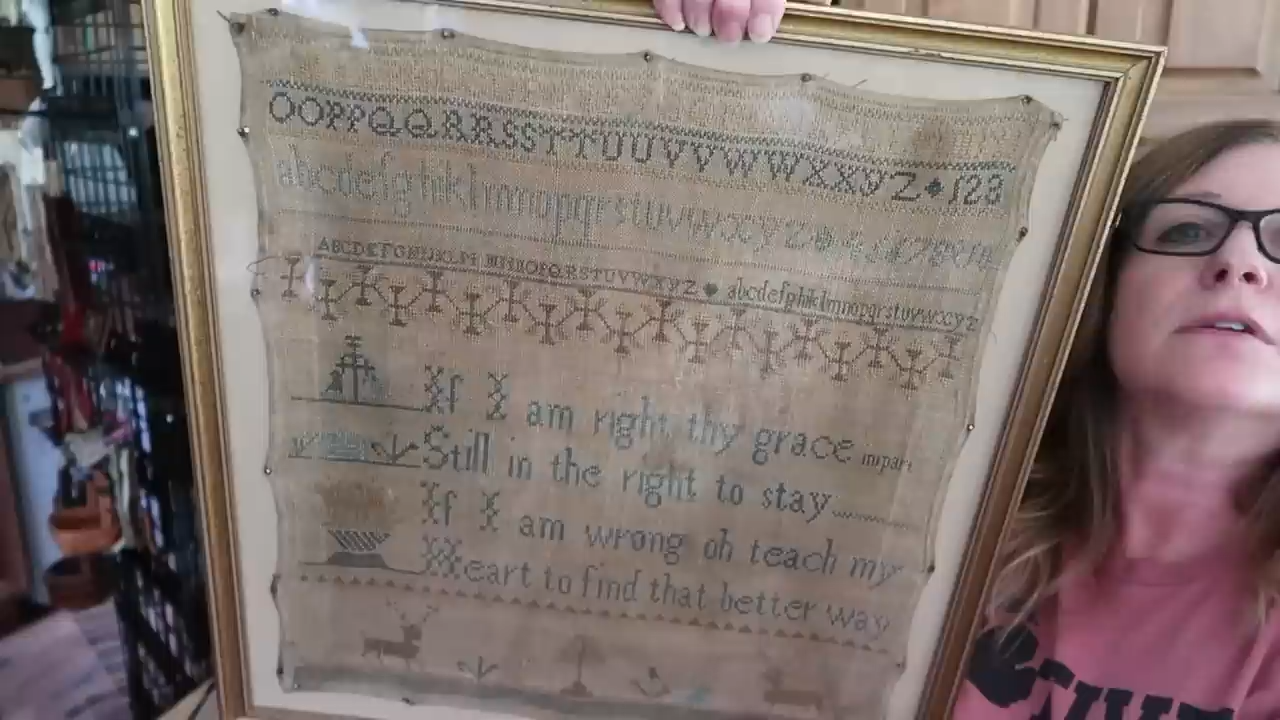 OOPPQQRRSSTTUUVVWWXXYZ 123
abcdefghiklmnopqrstuvwxyz
ABCDEFGHIKLM NOPQRSTUVWXYZ abcdefghiklmnopqrstuvwxyz
If I am right thy grace impart
Still in the right to stay
If I am wrong oh teach my
Heart to find that better way